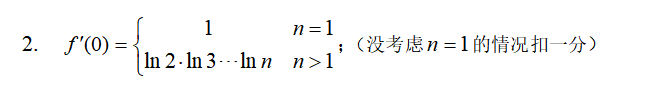 2. f′(0) = { 1 n = 1
ln 2 · ln 3 ⋯ ln n n > 1 ;（没考虑 n = 1 的情况扣一分）